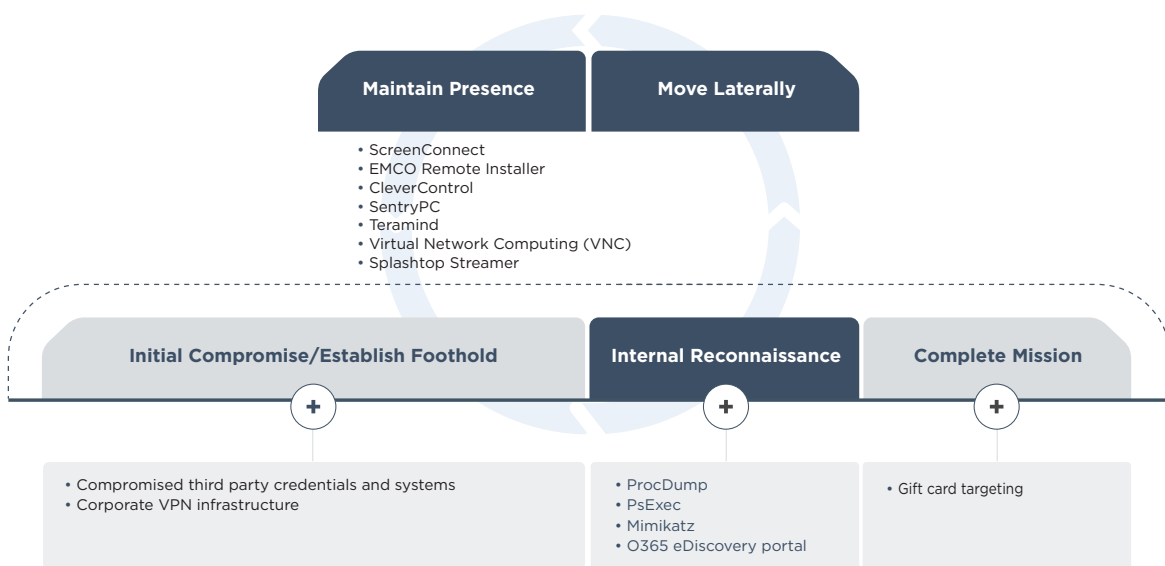 Maintain Presence
Move Laterally
• ScreenConnect
• EMCO Remote Installer
• CleverControl
• SentryPC
• Teramind
• Virtual Network Computing (VNC)
• Splashtop Streamer
Initial Compromise/Establish Foothold
Internal Reconnaissance
Complete Mission
• Compromised third party credentials and systems
• Corporate VPN infrastructure
• ProcDump
• PsExec
• Mimikatz
• O365 eDiscovery portal
• Gift card targeting